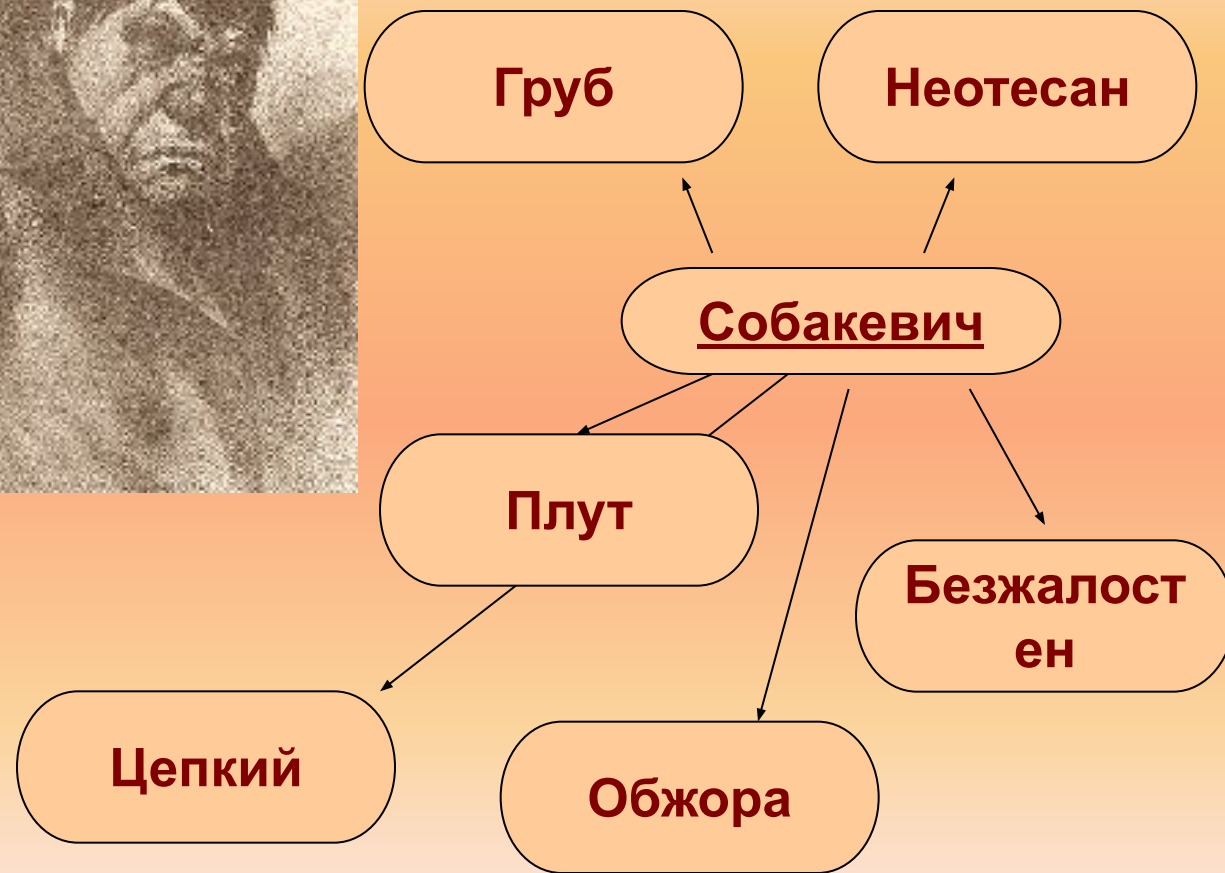 Груб
Неотесан
Собакевич
Плут
Безжалост
ен
Цепкий
Обжора